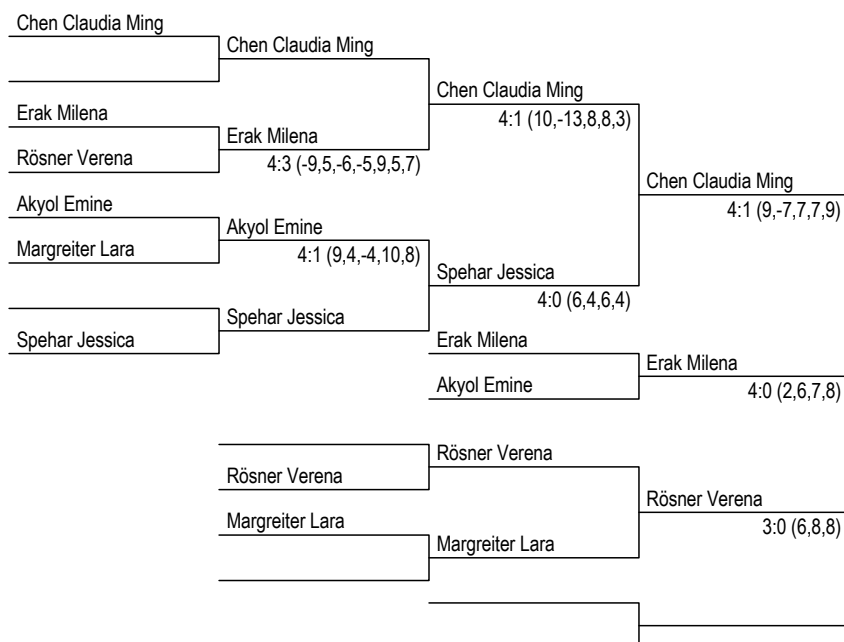 Chen Claudia Ming
Chen Claudia Ming
Chen Claudia Ming
4:1 (10,-13,8,8,3)
Erak Milena
Erak Milena
Rösner Verena
4:3 (-9,5,-6,-5,9,5,7)
Chen Claudia Ming
4:1 (9,-7,7,7,9)
Akyol Emine
Akyol Emine
Margreiter Lara
4:1 (9,4,-4,10,8)
Spehar Jessica
4:0 (6,4,6,4)
Spehar Jessica
Spehar Jessica
Erak Milena
Erak Milena
Akyol Emine
4:0 (2,6,7,8)
Rösner Verena
Rösner Verena
Rösner Verena
3:0 (6,8,8)
Margreiter Lara
Margreiter Lara